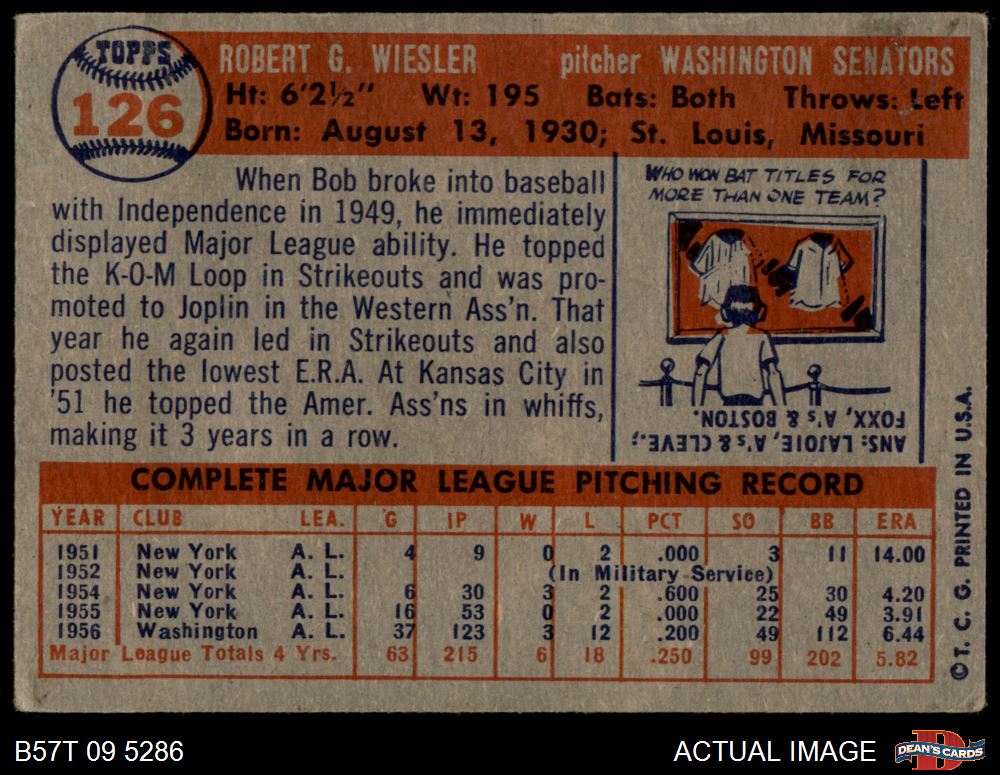 TOPPS
126
ROBERT G. WIESLER pitcher WASHINGTON SENATORS
Ht: 6'2½" Wt: 195 Bats: Both Throws: Left
Born: August 13, 1930; St. Louis, Missouri
When Bob broke into baseball
with Independence in 1949, he immediately
displayed Major League ability. He topped
the K-O-M Loop in Strikeouts and was pro-
moted to Joplin in the Western Ass'n. That
year he again led in Strikeouts and also
posted the lowest E.R.A. At Kansas City in
'51 he topped the Amer. Ass'ns in whiffs,
making it 3 years in a row.
WHO WON BAT TITLES FOR
MORE THAN ONE TEAM?
ANS: LAJOIE, A's & CLEVE.;
FOXX, A's & BOSTON.
COMPLETE MAJOR LEAGUE PITCHING RECORD
YEAR CLUB LEA. G IP W L PCT SO BB ERA
1951 New York A. L. 4 9 0 2 .000 3 11 14.00
1952 New York A. L. (In Military Service)
1954 New York A. L. 6 30 3 2 .600 25 30 4.20
1955 New York A. L. 16 53 0 2 .000 22 49 3.91
1956 Washington A. L. 37 123 3 12 .200 49 112 6.44
Major League Totals 4 Yrs. 63 215 6 18 .250 99 202 5.82
©T. C. G. PRINTED IN U.S.A.
B57T 09 5286
ACTUAL IMAGE
D
DEAN'S CARDS